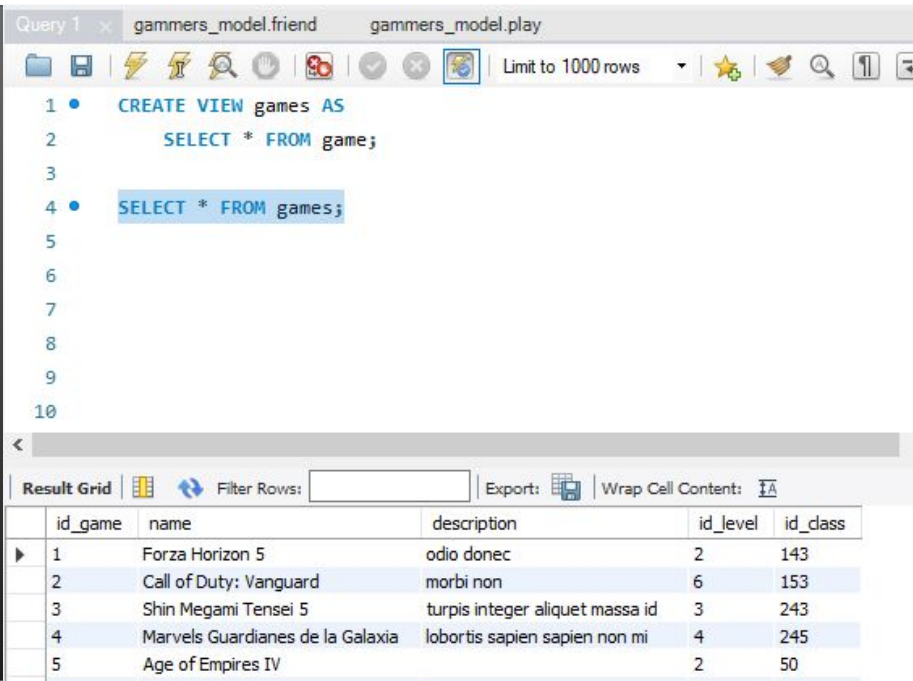 Query 1 gammers_model.friend gammers_model.play
Limit to 1000 rows
1 CREATE VIEW games AS
2 SELECT * FROM game;
3
4 SELECT * FROM games;
5
6
7
8
9
10
Result Grid Filter Rows: Export: Wrap Cell Content: IA
id_game name description id_level id_class
1 Forza Horizon 5 odio donec 2 143
2 Call of Duty: Vanguard morbi non 6 153
3 Shin Megami Tensei 5 turpis integer aliquet massa id 3 243
4 Marvels Guardianes de la Galaxia lobortis sapien sapien non mi 4 245
5 Age of Empires IV 2 50